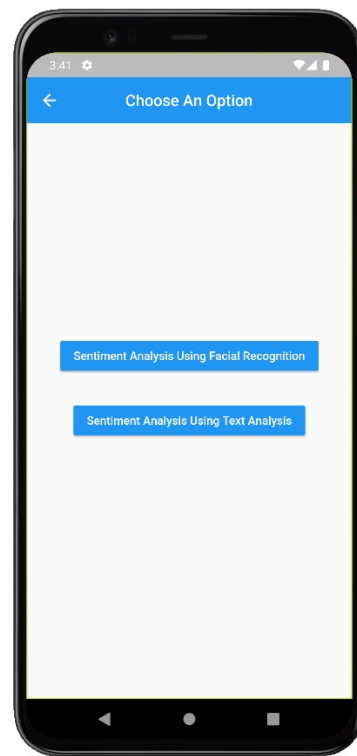 3:41
Choose An Option
Sentiment Analysis Using Facial Recognition
Sentiment Analysis Using Text Analysis